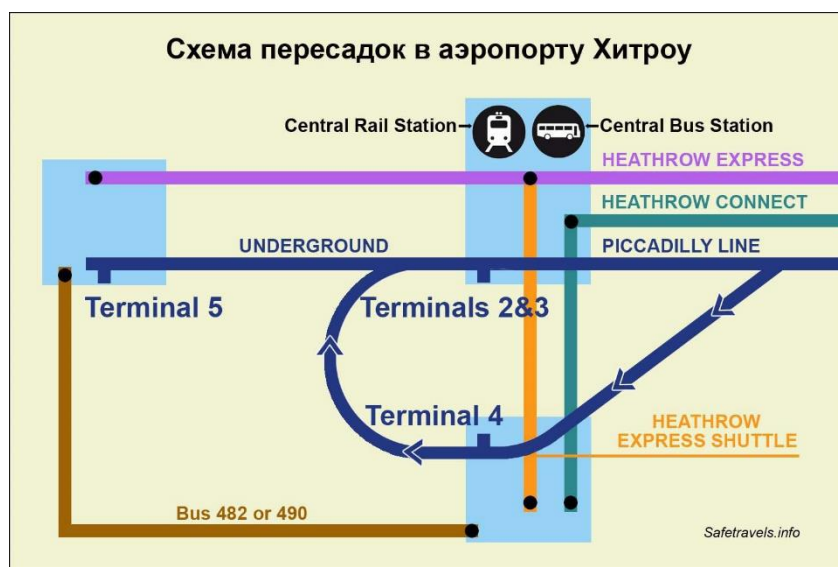 Схема пересадок в аэропорту Хитроу
Central Rail Station
Central Bus Station
HEATHROW EXPRESS
HEATHROW CONNECT
UNDERGROUND
PICCADILLY LINE
Terminal 5
Terminals 2&3
Terminal 4
HEATHROW
EXPRESS SHUTTLE
Bus 482 or 490
Safetravels.info